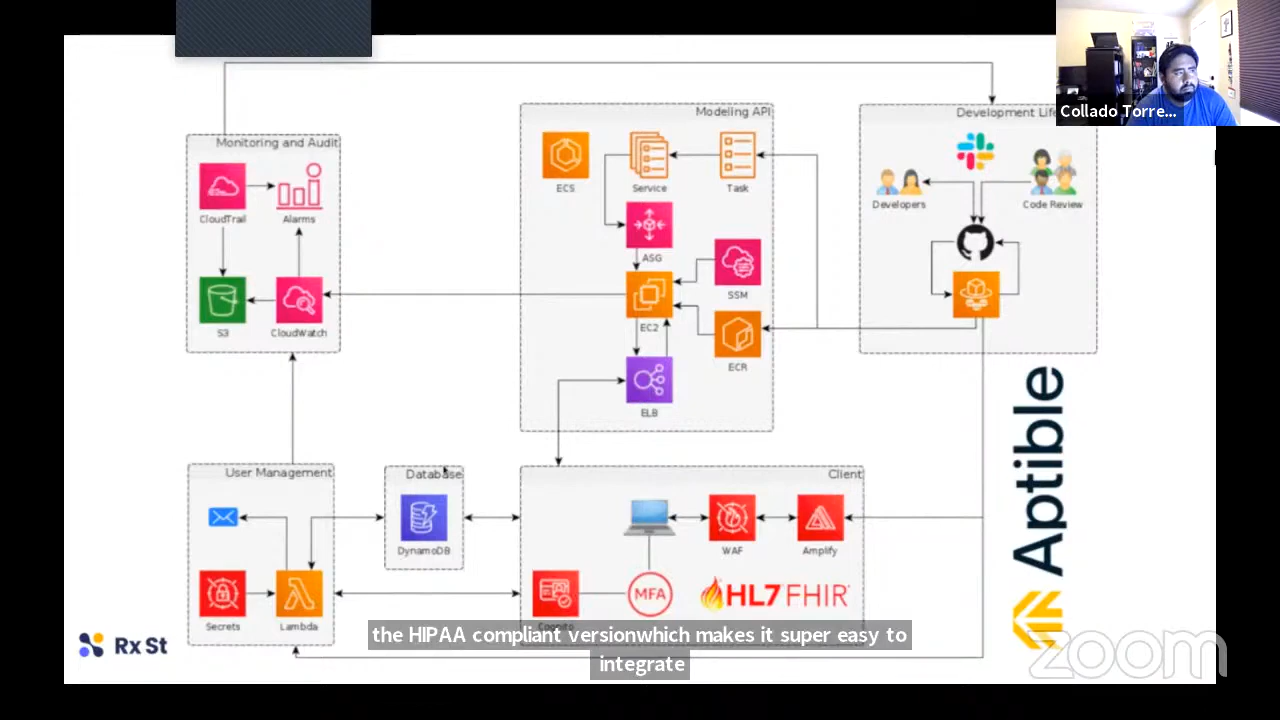 Collado Torre...
Modeling API
Development Life
Monitoring and Audit
CloudTrail
Alarms
S3
CloudWatch
ECS
Service
Task
ASG
SSM
EC2
ECR
ELB
Developers
Code Review
Aptible
User Management
Database
Client
DynamoDB
WAF
Amplify
Secrets
Lambda
Cognito
MFA
HL7 FHIR
Rx St
the HIPAA compliant versionwhich makes it super easy to
integrate
zoom